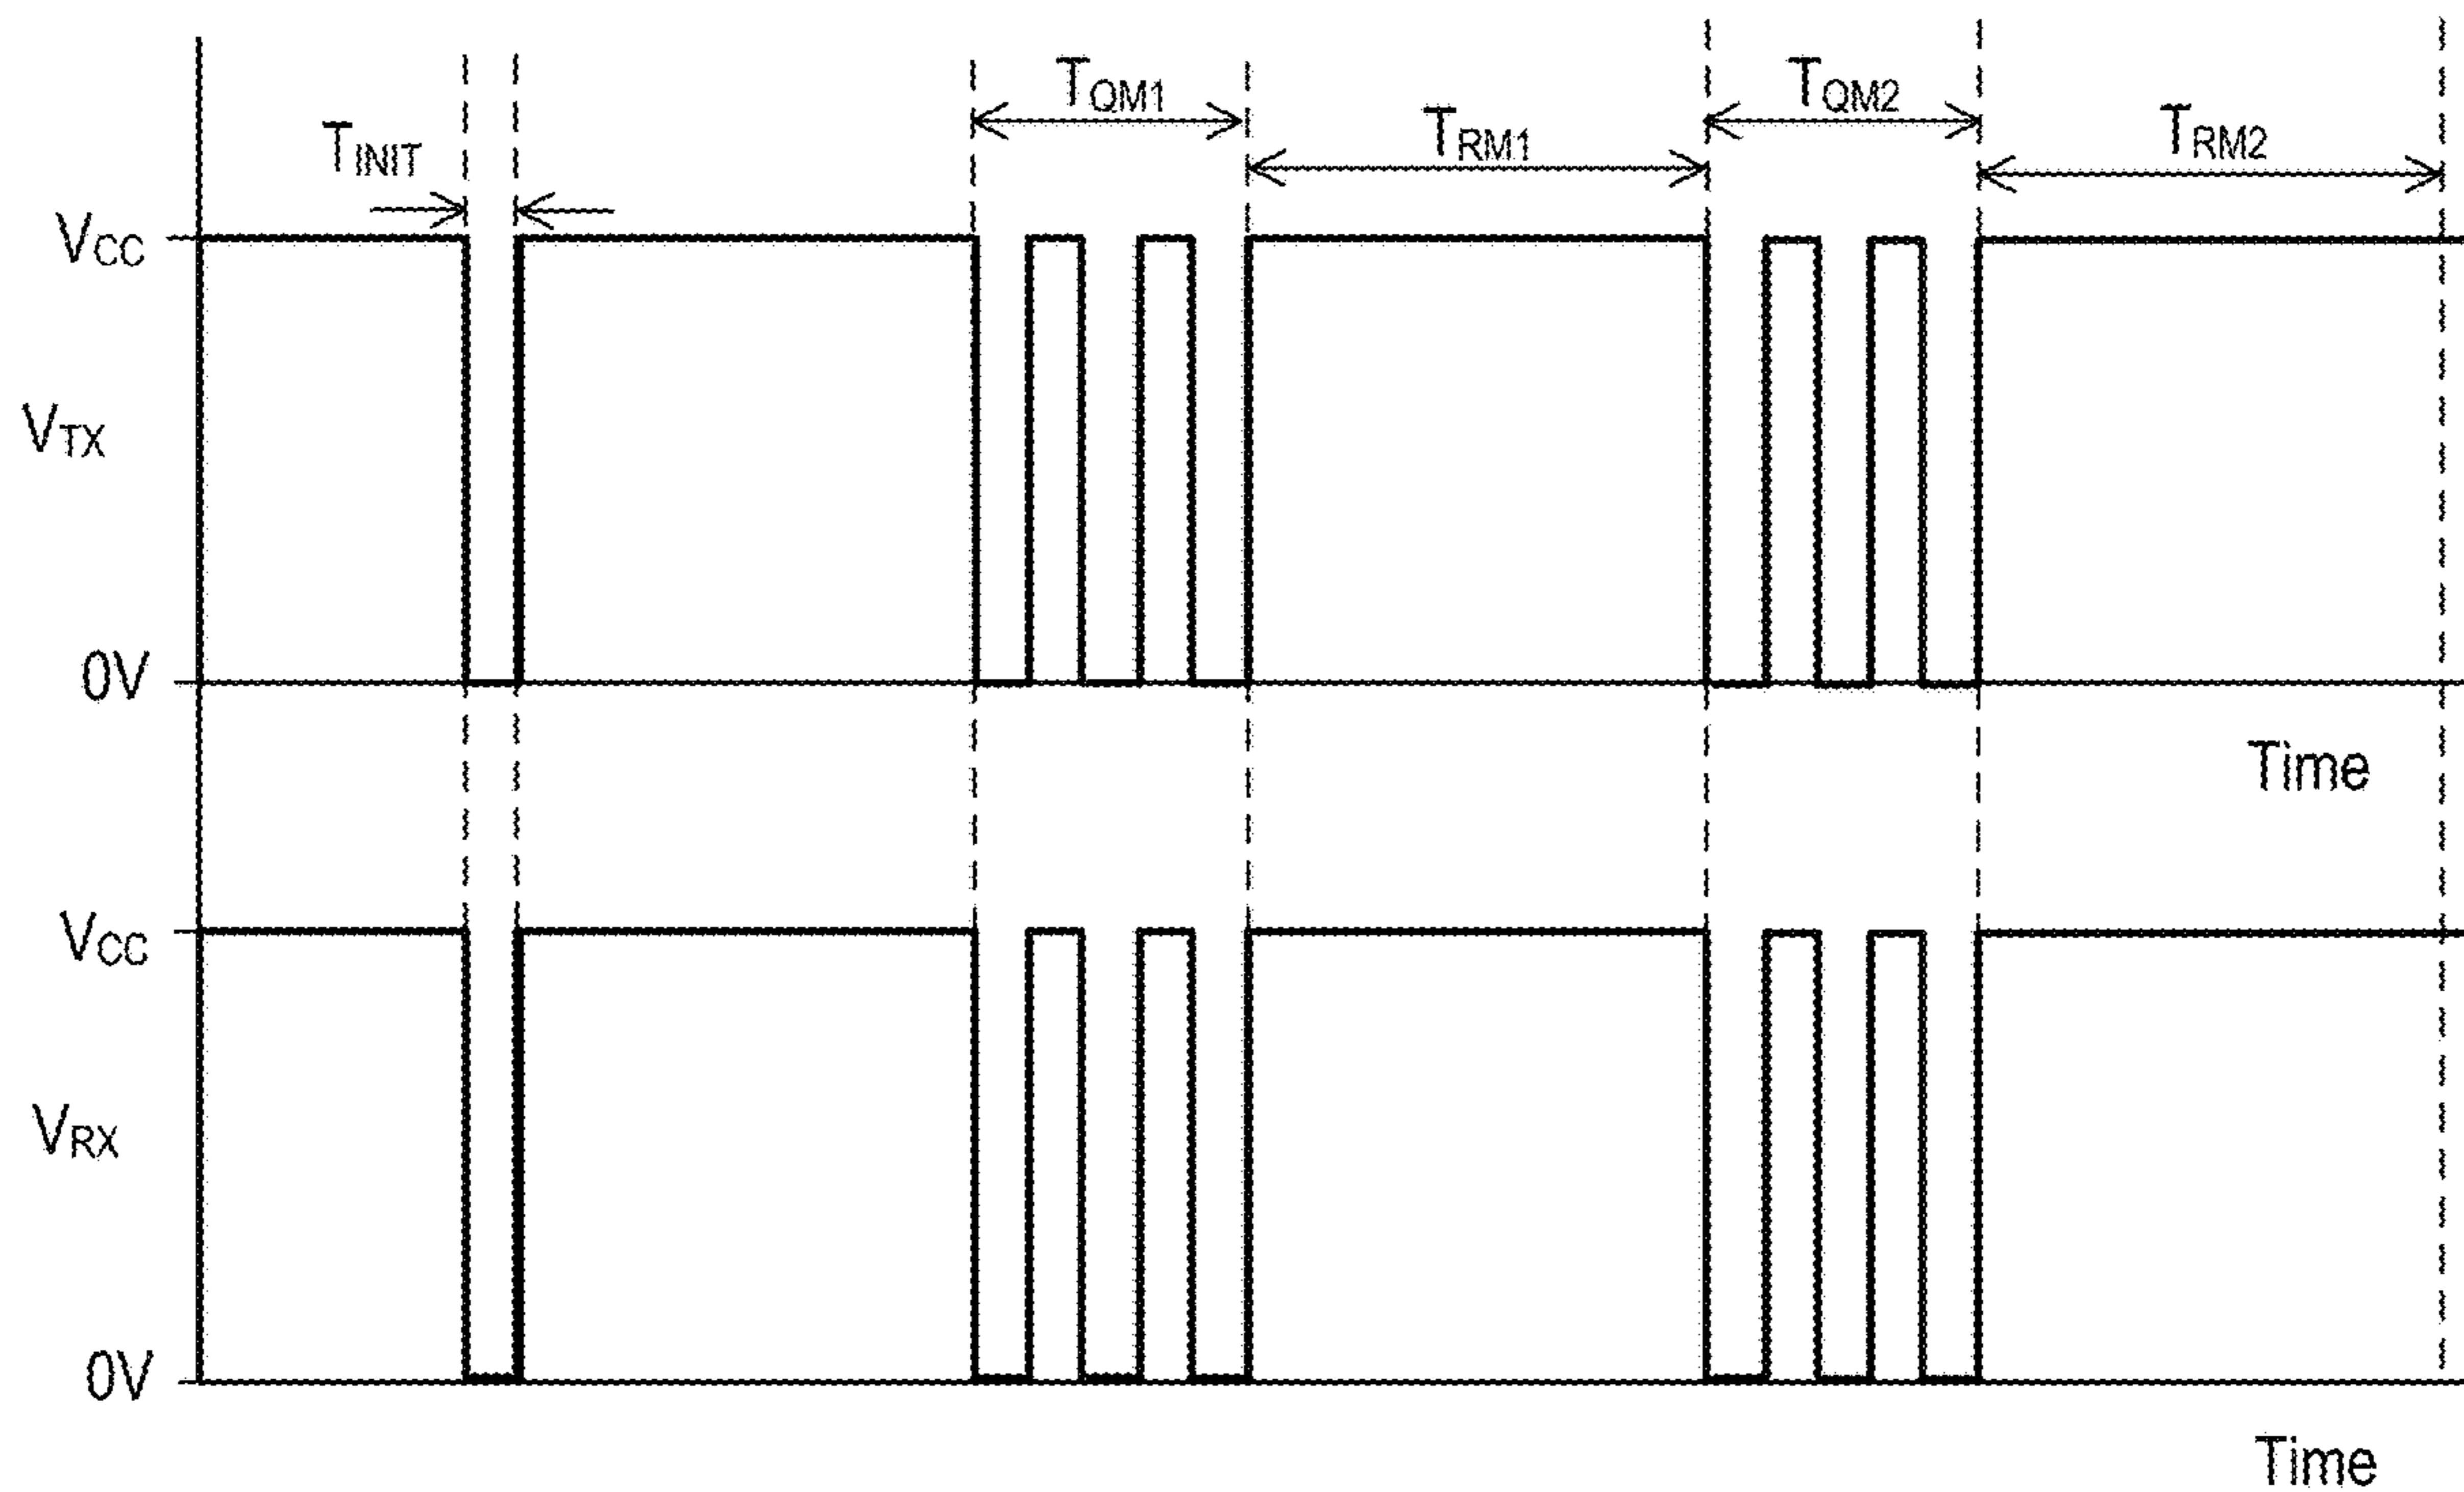 TQM1
TQM2
TRM1
TRM2
TINIT
VCC
VTX
0V
Time
VCC
VRX
0V
Time